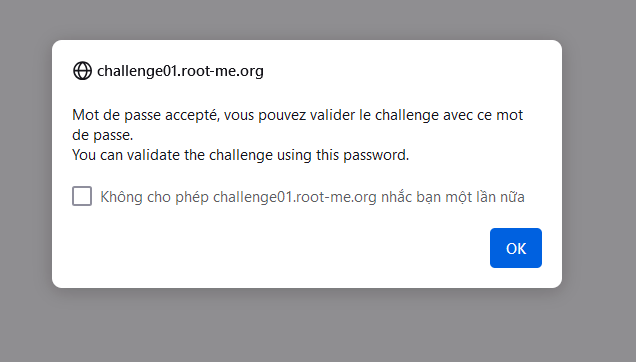 challenge01.root-me.org
Mot de passe accepté, vous pouvez valider le challenge avec ce mot
de passe.
You can validate the challenge using this password.
Không cho phép challenge01.root-me.org nhắc bạn một lần nữa
OK